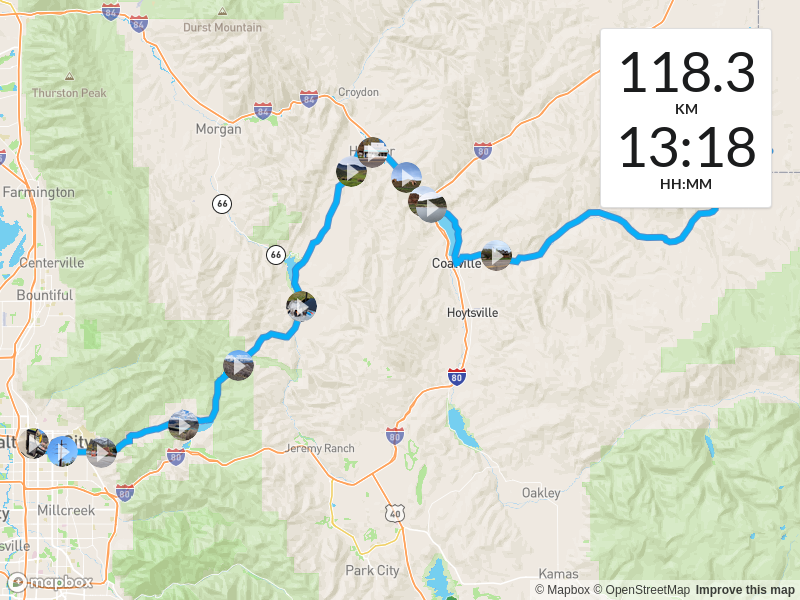 84
84
Durst Mountain
Thurston Peak
84
84
Croydon
Morgan
118.3
KM
13:18
HH:MM
80
Farmington
66
66
Centerville
Bountiful
Coalville
Hoytsville
80
80
Jeremy Ranch
80
80
Millcreek
Oakley
40
Park City
Kamas
mapbox
© Mapbox © OpenStreetMap Improve this map